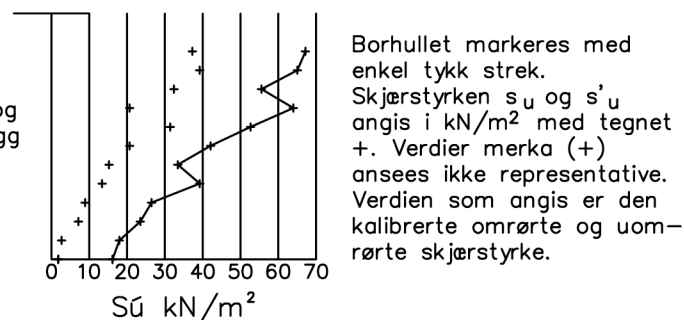 og
gg
Borhullet markeres med
enkel tykk strek.
Skjærstyrken su og s'u
angis i kN/m² med tegnet
+. Verdier merka (+)
ansees ikke representative.
Verdien som angis er den
kalibrerte omrørte og uom–
rørte skjærstyrke.
0 10 20 30 40 50 60 70
Sú kN/m²